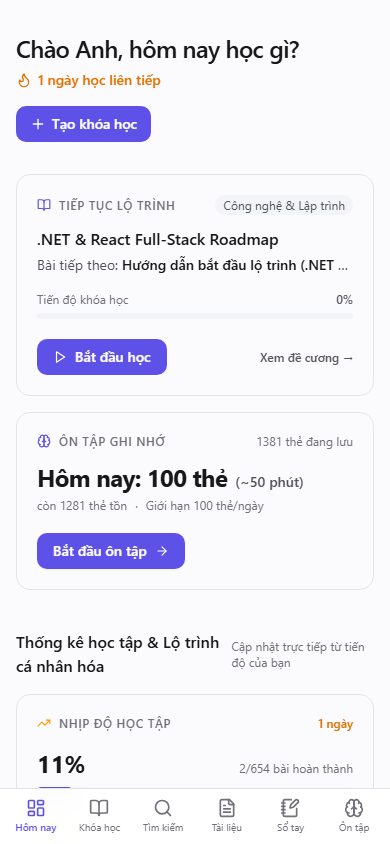 Chào Anh, hôm nay học gì?
1 ngày học liên tiếp
+ Tạo khóa học
TIẾP TỤC LỘ TRÌNH
Công nghệ & Lập trình
.NET & React Full-Stack Roadmap
Bài tiếp theo: Hướng dẫn bắt đầu lộ trình (.NET ...
Tiến độ khóa học
0%
Bắt đầu học
Xem đề cương →
ÔN TẬP GHI NHỚ
1381 thẻ đang lưu
Hôm nay: 100 thẻ (~50 phút)
còn 1281 thẻ tồn · Giới hạn 100 thẻ/ngày
Bắt đầu ôn tập →
Thống kê học tập & Lộ trình
cá nhân hóa
Cập nhật trực tiếp từ tiến
độ của bạn
NHỊP ĐỘ HỌC TẬP
1 ngày
11%
2/654 bài hoàn thành
Hôm nay
Khóa học
Tìm kiếm
Tài liệu
Sổ tay
Ôn tập